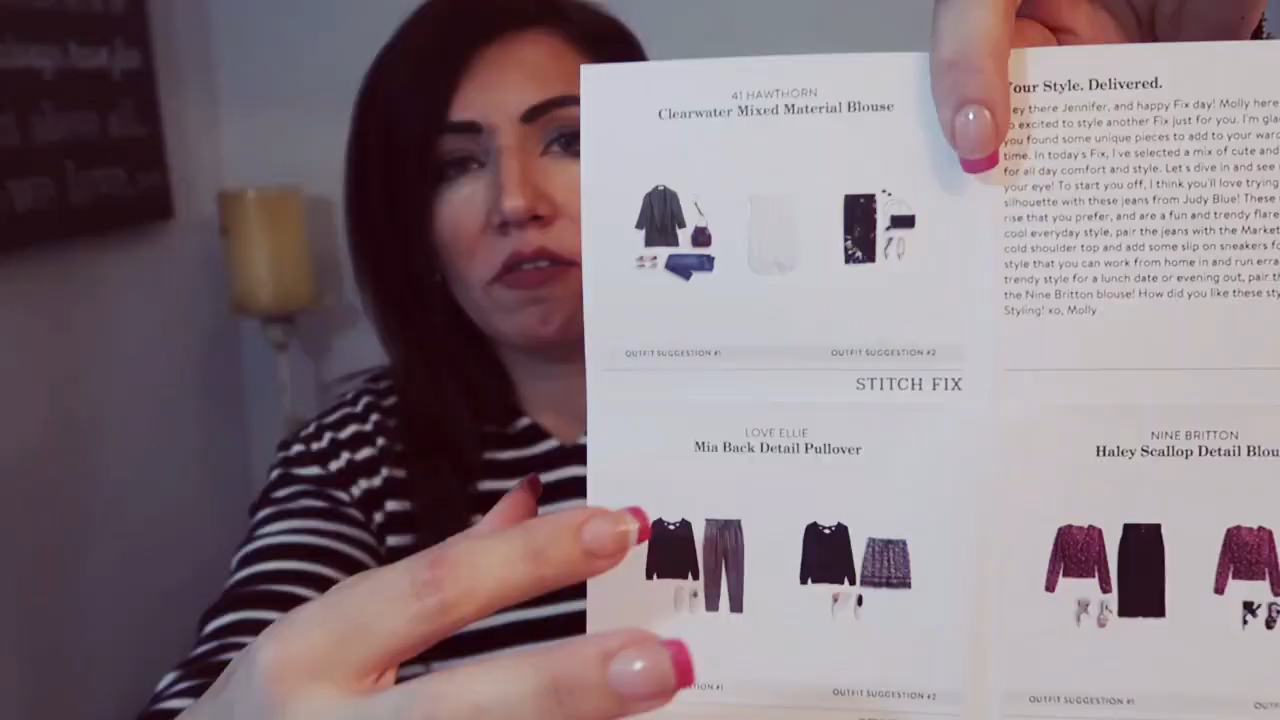 41 HAWTHORN
Clearwater Mixed Material Blouse
OUTFIT SUGGESTION #1
OUTFIT SUGGESTION #2
STITCH FIX
LOVE ELLIE
Mia Back Detail Pullover
#1
OUTFIT SUGGESTION #2
our Style. Delivered.
ey there Jennifer, and happy Fix day! Molly here
o excited to style another Fix just for you. I'm gla
you found some unique pieces to add to your ward
time. In today's Fix, I've selected a mix of cute and
for all day comfort and style. Let's dive in and see
your eye! To start you off, I think you'll love trying
silhouette with these jeans from Judy Blue! These
rise that you prefer, and are a fun and trendy flare
cool everyday style, pair the jeans with the Market
cold shoulder top and add some slip on sneakers fo
style that you can work from home in and run erra
trendy style for a lunch date or evening out, pair th
the Nine Britton blouse! How did you like these sty
Styling! xo, Molly
NINE BRITTON
Haley Scallop Detail Blou
OUTFIT SUGGESTION #1